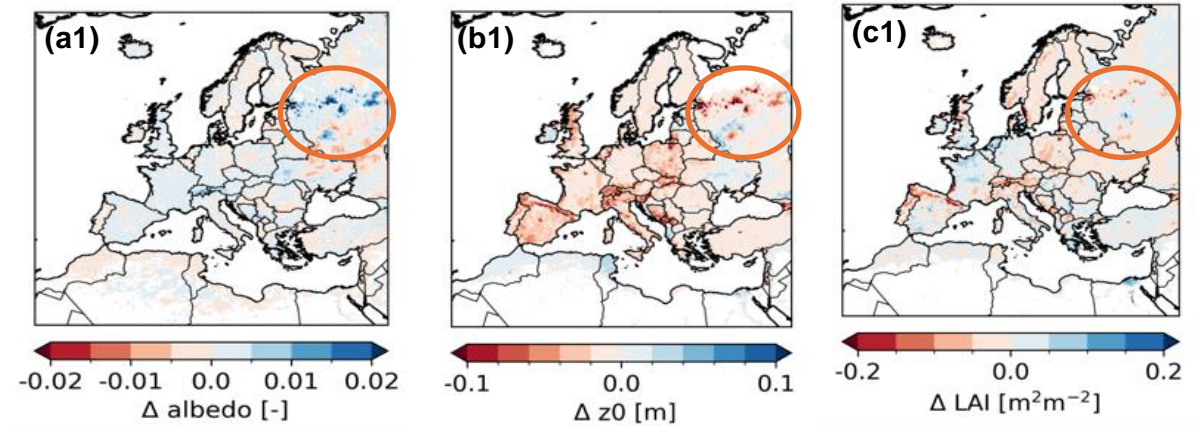 (a1)
(b1)
(c1)
-0.02 -0.01 0.0 0.01 0.02
Δ albedo [-]
-0.1 0.0 0.1
Δ z0 [m]
-0.2 0.0 0.2
Δ LAI [m²m⁻²]